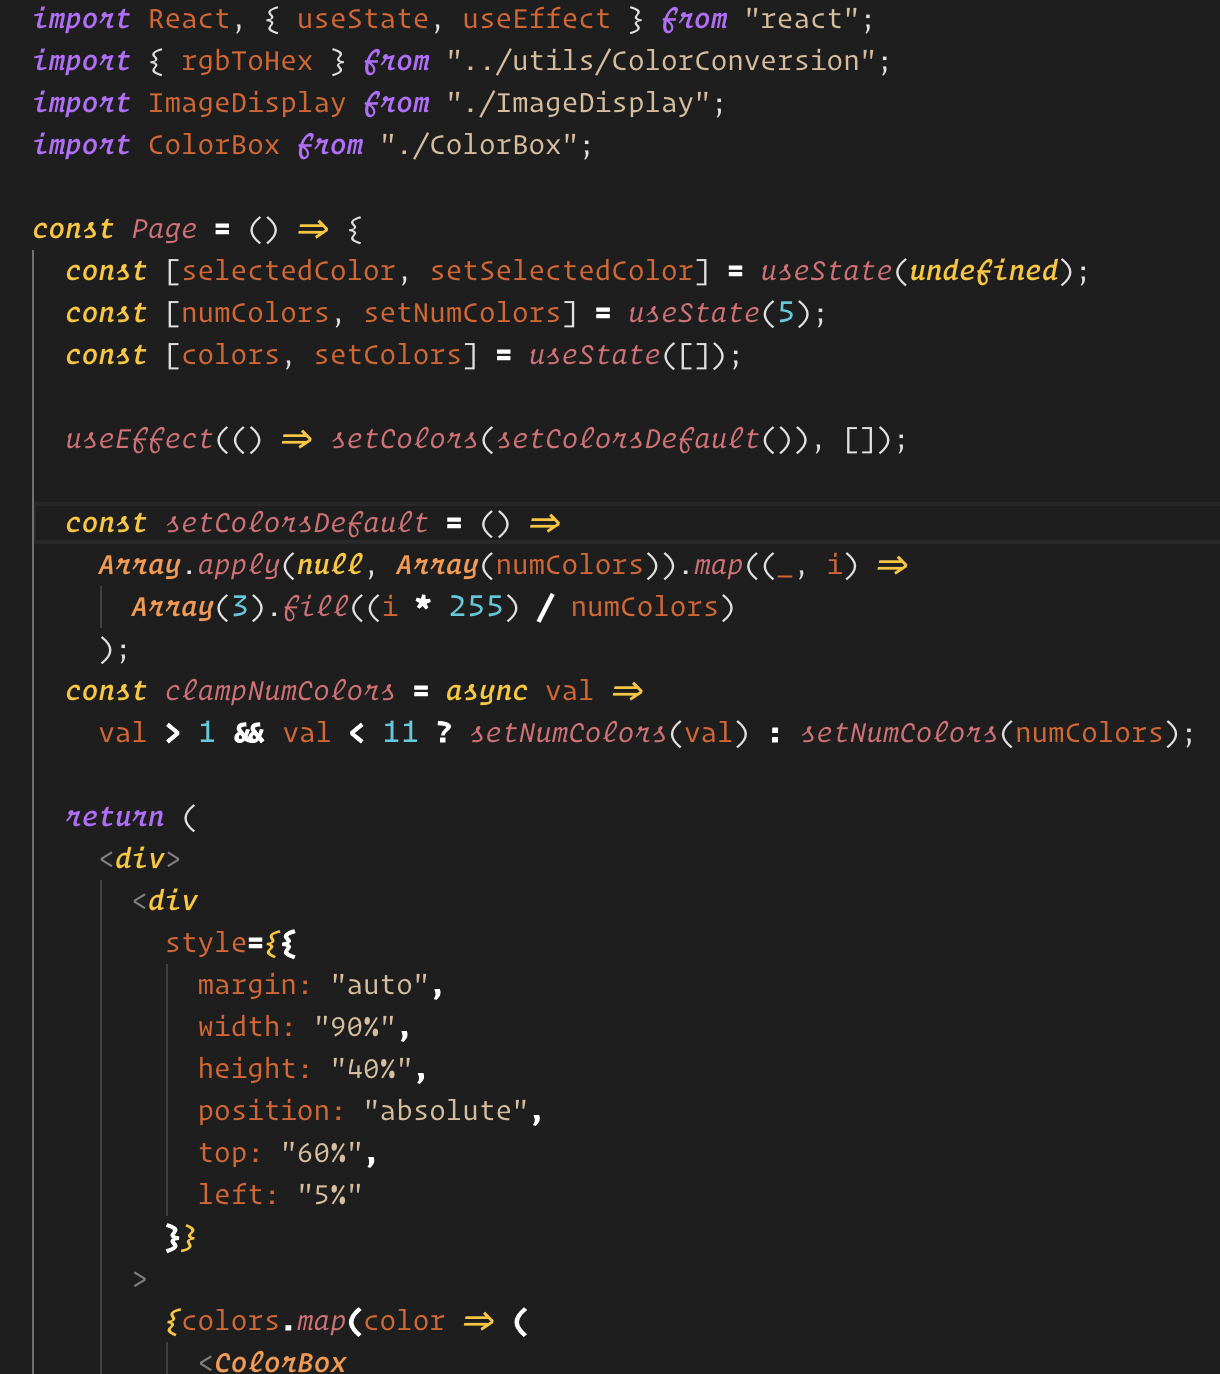 import React, { useState, useEffect } from "react";
import { rgbToHex } from "../utils/ColorConversion";
import ImageDisplay from "./ImageDisplay";
import ColorBox from "./ColorBox";

const Page = () => {
  const [selectedColor, setSelectedColor] = useState(undefined);
  const [numColors, setNumColors] = useState(5);
  const [colors, setColors] = useState([]);

  useEffect(() => setColors(setColorsDefault()), []);

  const setColorsDefault = () =>
    Array.apply(null, Array(numColors)).map((_, i) =>
      Array(3).fill((i * 255) / numColors)
    );
  const clampNumColors = async val =>
    val > 1 && val < 11 ? setNumColors(val) : setNumColors(numColors);

  return (
    <div>
      <div
        style={{
          margin: "auto",
          width: "90%",
          height: "40%",
          position: "absolute",
          top: "60%",
          left: "5%"
        }}
      >
        {colors.map(color => (
          <ColorBox